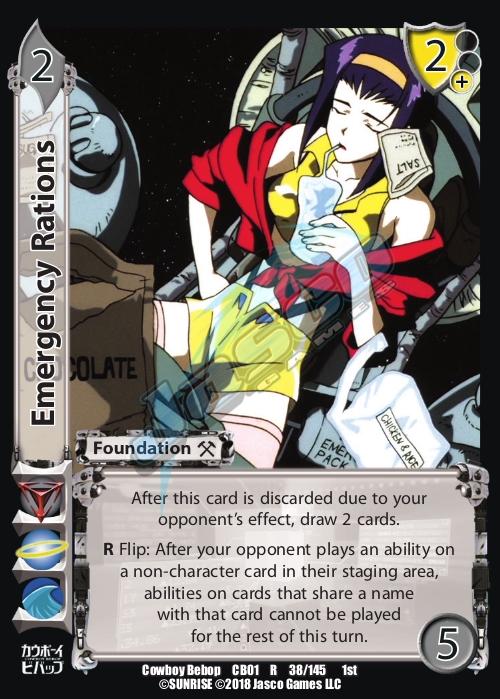 2
2
+
Emergency Rations
SALT
CHOCOLATE
CHICKEN & RICE
EMER
PACK
Foundation
After this card is discarded due to your
opponent's effect, draw 2 cards.
R Flip: After your opponent plays an ability on
a non-character card in their staging area,
abilities on cards that share a name
with that card cannot be played
for the rest of this turn.
5
カウボーイ
ビバップ
Cowboy Bebop CB01 R 38/145 1st
©SUNRISE ©2018 Jasco Games LLC